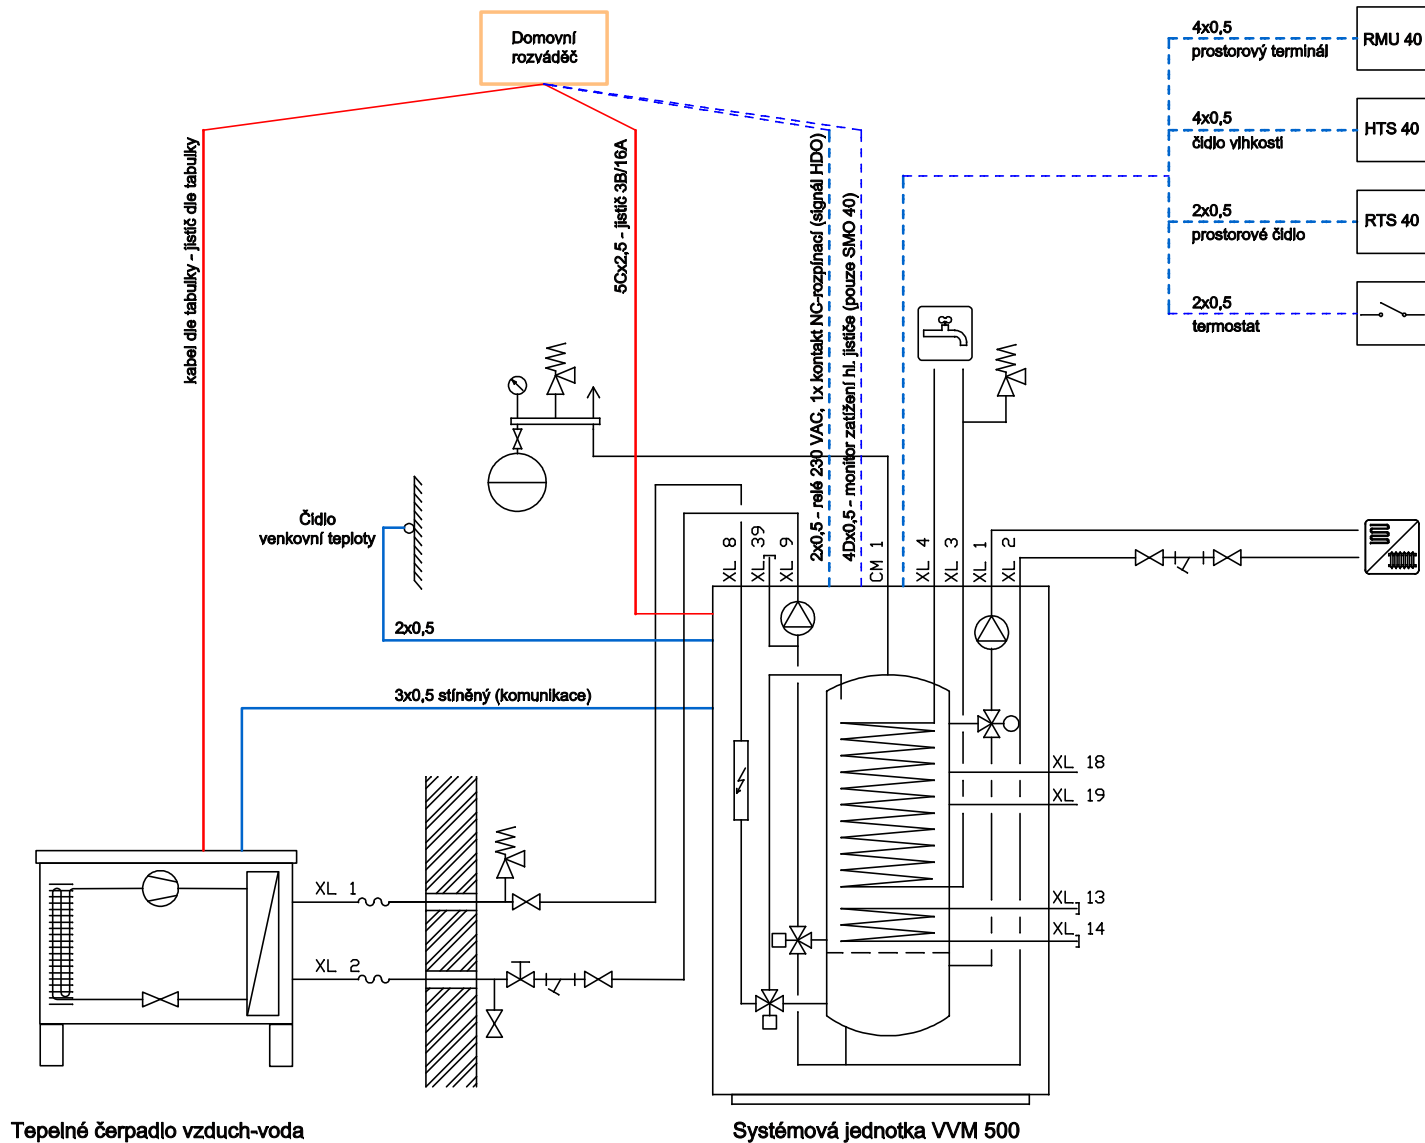 Domovní
rozváděč
4x0,5
prostorový terminál
RMU 40
4x0,5
čidlo vlhkosti
HTS 40
2x0,5
prostorové čidlo
RTS 40
2x0,5
termostat
kabel dle tabulky - jistič dle tabulky
5Cx2,5 - jistič 3B/16A
2x0,5 - relé 230 VAC, 1x kontakt NC-rozpínací (signál HDO)
4Dx0,5 - monitor zatížení hl. jističe (pouze SMO 40)
Čidlo
venkovní teploty
XL 8
XL 39
XL 9
CM 1
XL 4
XL 3
XL 1
XL 2
2x0,5
3x0,5 stíněný (komunikace)
XL 18
XL 19
XL 1
XL 13
XL 14
XL 2
Tepelné čerpadlo vzduch-voda
Systémová jednotka VVM 500